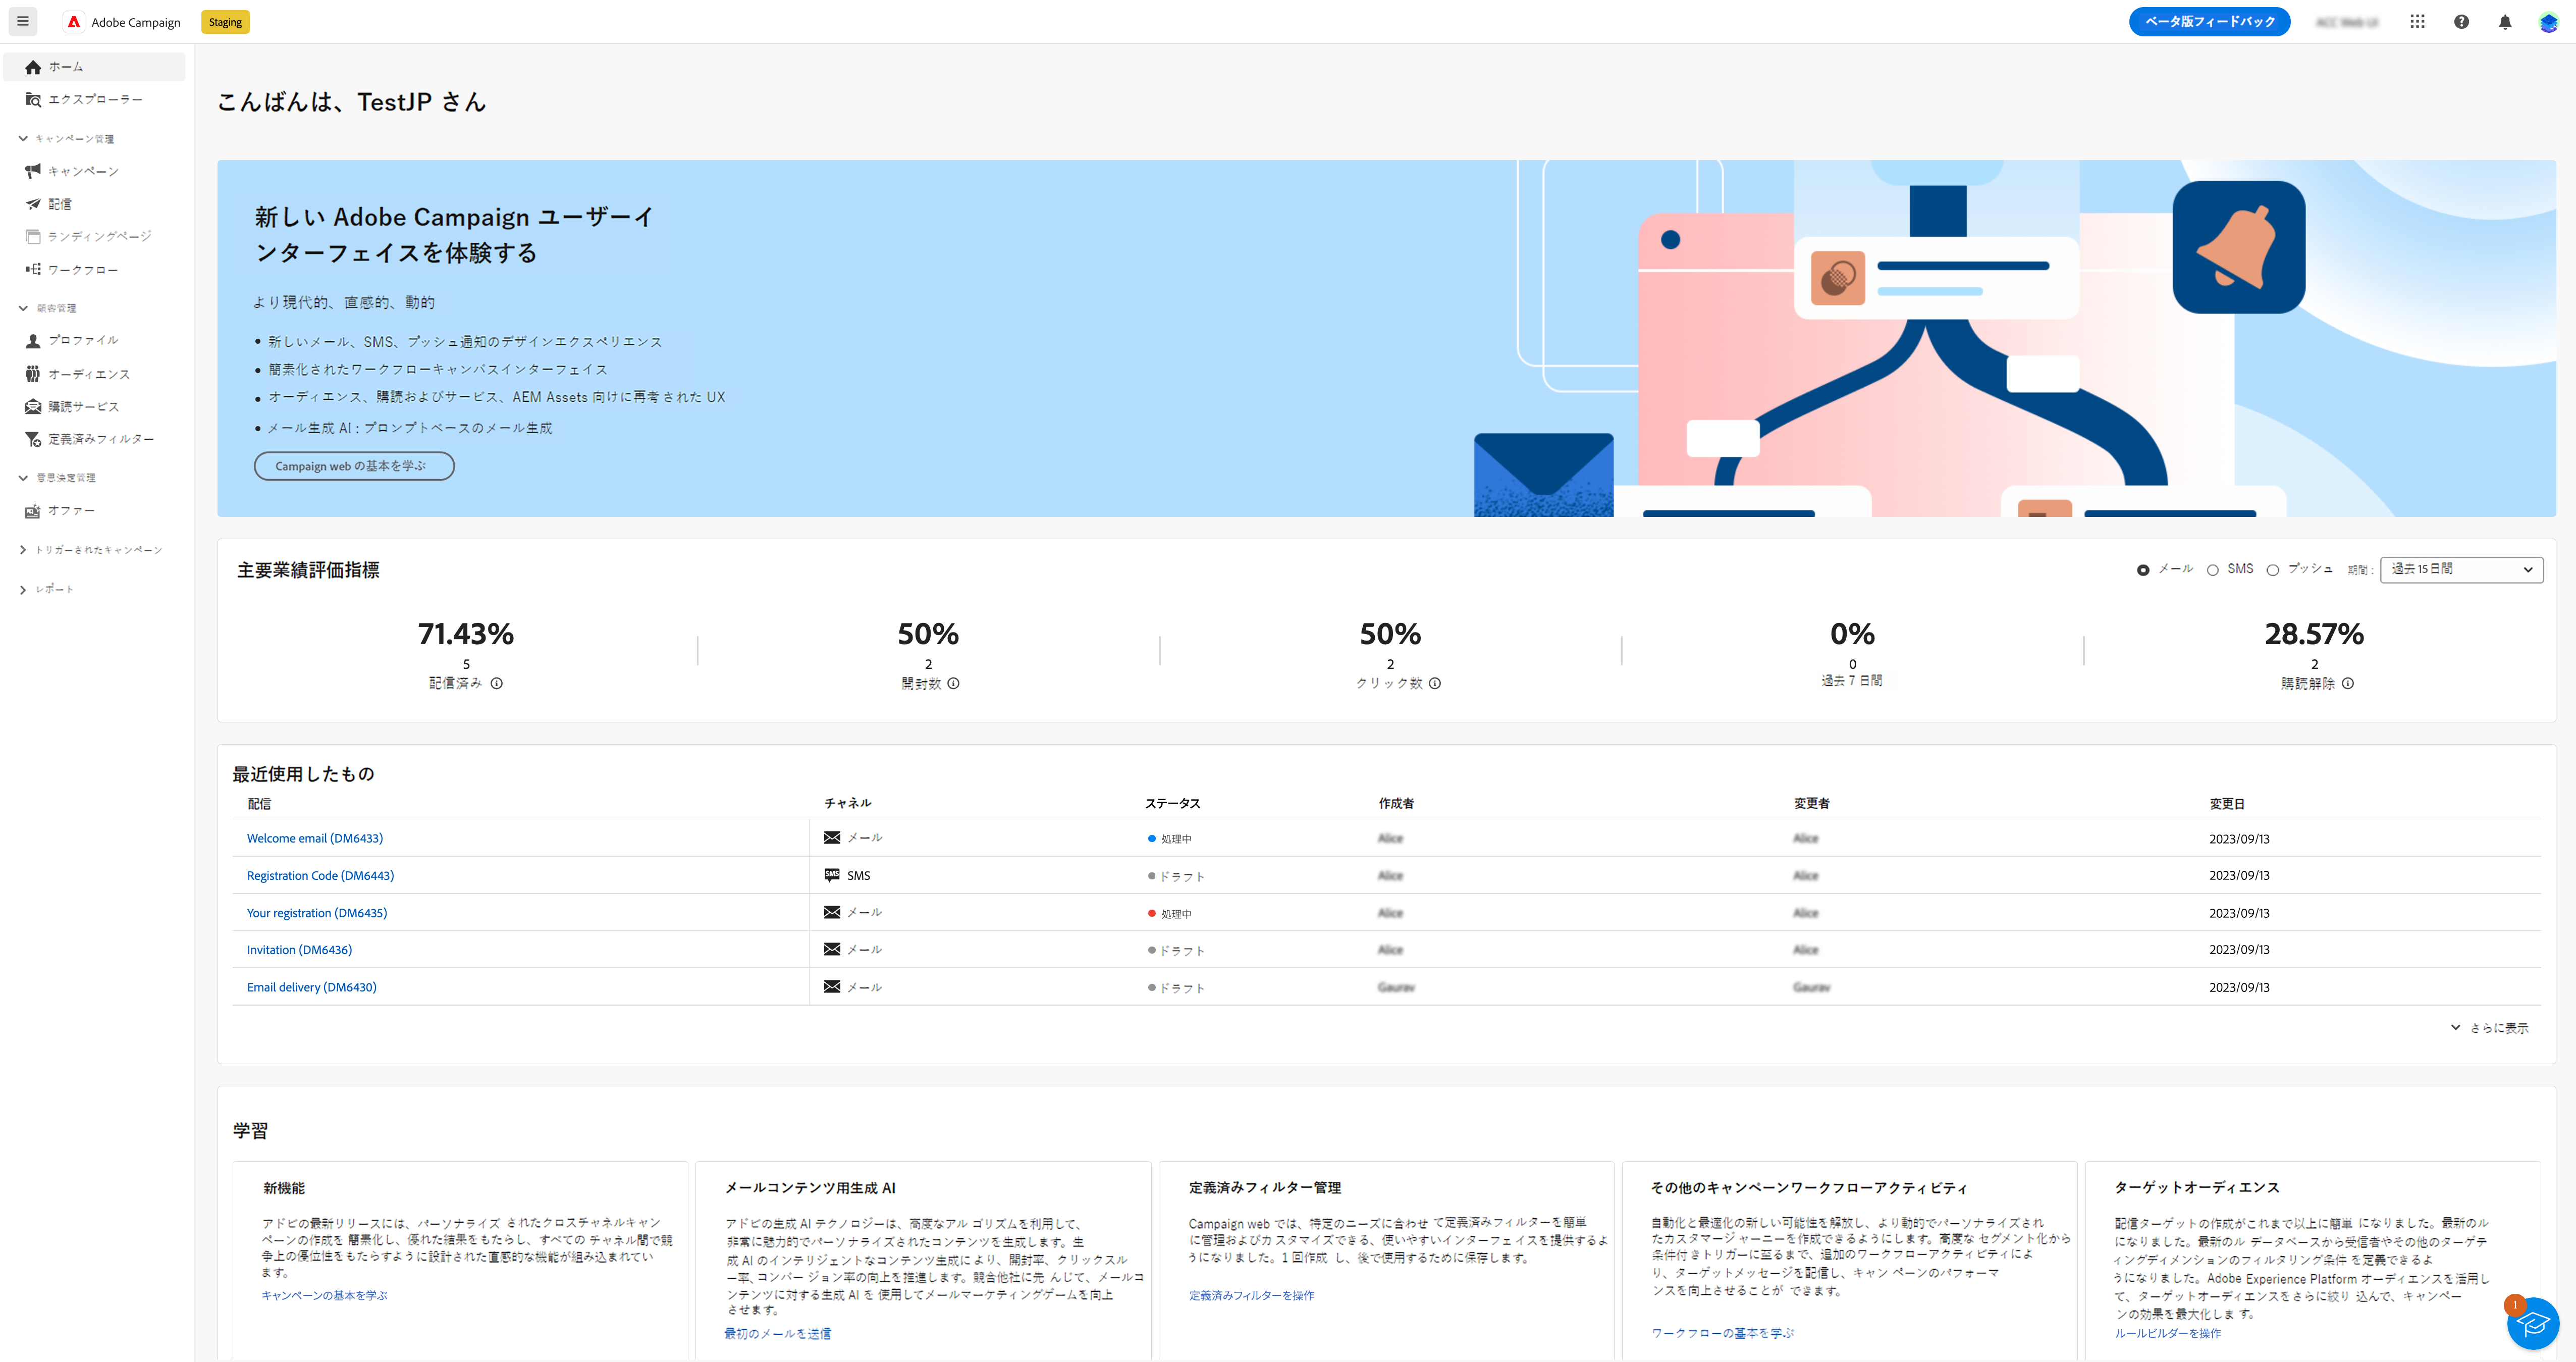 Adobe Campaign
Staging
ベータ版フィードバック
ホーム
エクスプローラー
キャンペーン管理
キャンペーン
配信
ランディングページ
ワークフロー
顧客管理
プロファイル
オーディエンス
購読サービス
定義済みフィルター
意思決定管理
オファー
トリガーされたキャンペーン
レポート
こんばんは、TestJP さん
新しい Adobe Campaign ユーザーイ
ンターフェイスを体験する
より現代的、直感的、動的
• 新しいメール、SMS、プッシュ通知のデザインエクスペリエンス
• 簡素化されたワークフローキャンバスインターフェイス
• オーディエンス、購読およびサービス、AEM Assets 向けに再考された UX
• メール生成 AI : プロンプトベースのメール生成
Campaign web の基本を学ぶ
主要業績評価指標
メール SMS プッシュ 期間 : 過去15日間
71.43% 50% 50% 0% 28.57%
5 2 2 0 2
配信済み 開封数 クリック数 過去 7 日間 購読解除
最近使用したもの
配信 チャネル ステータス 作成者 変更者 変更日
Welcome email (DM6433) メール 処理中 Alice Alice 2023/09/13
Registration Code (DM6443) SMS ドラフト Alice Alice 2023/09/13
Your registration (DM6435) メール 処理中 Alice Alice 2023/09/13
Invitation (DM6436) メール ドラフト Alice Alice 2023/09/13
Email delivery (DM6430) メール ドラフト Gaurav Gaurav 2023/09/13
さらに表示
学習
新機能
アドビの最新リリースには、パーソナライズ されたクロスチャネルキャン
ペーンの作成を 簡素化し、優れた結果をもたらし、すべての チャネル間で競
争上の優位性をもたらすように設計された直感的な機能が組み込まれてい
ます。
キャンペーンの基本を学ぶ
メールコンテンツ用生成 AI
アドビの生成 AI テクノロジーは、高度なアル ゴリズムを利用して、
非常に魅力的でパーソナライズされたコンテンツを生成します。生
成 AI のインテリジェントなコンテンツ生成により、開封率、クリックスル
ー率、コンバー ジョン率の向上を推進します。競合他社に先 んじて、メールコ
ンテンツに対する生成 AI を 使用してメールマーケティングゲームを向上
させます。
最初のメールを送信
定義済みフィルター管理
Campaign web では、特定のニーズに合わせ て定義済みフィルターを簡単
に管理およびカ スタマイズできる、使いやすいインターフェイスを提供するよ
うになりました。1 回作成 し、後で使用するために保存します。
定義済みフィルターを操作
その他のキャンペーンワークフローアクティビティ
自動化と最適化の新しい可能性を解放し、より動的でパーソナライズされ
たカスタマージ ャーニーを作成できるようにします。高度な セグメント化から
条件付 きトリガーに至るまで、追加のワークフローアクティビティによ
り、ターゲットメッセージを配信し、キャン ペーンのパフォーマ
ンスを向上させることが できます。
ワークフローの基本を学ぶ
ターゲットオーディエンス
配信ターゲットの作成がこれまで以上に簡単 になりました。最新のル
になりました。最新のル データベースから受信者やその他のターゲテ
ィングディメンションのフィルタリング条件 を定義できるよ
うになりました。Adobe Experience Platform オーディエンスを活用し
て、ターゲットオーディエンスをさらに絞り 込んで、キャンペー
ンの効果を最大化しま す。
ルールビルダーを操作
1